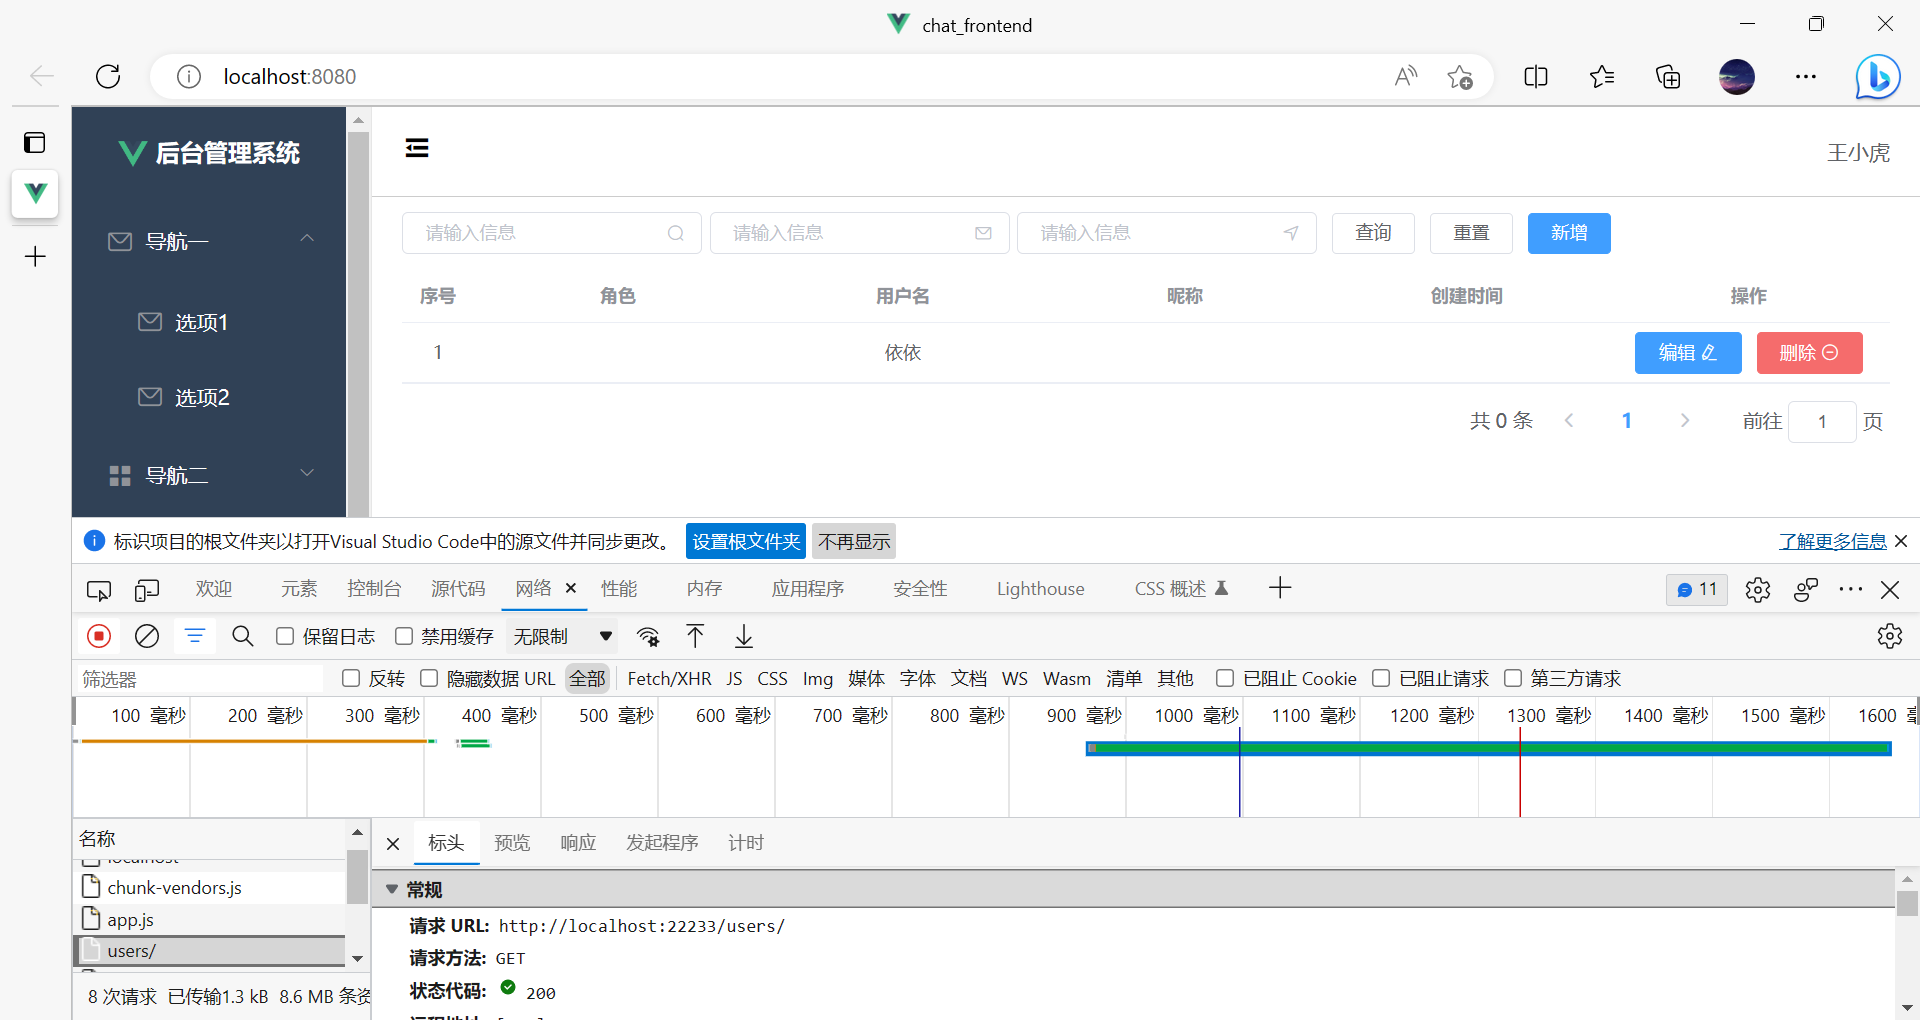 chat_frontend
localhost:8080
后台管理系统
王小虎
导航一
请输入信息 请输入信息 请输入信息 查询 重置 新增
序号 角色 用户名 昵称 创建时间 操作
选项1
1 依依 编辑 删除
选项2
共 0 条 1 前往 1 页
导航二
标识项目的根文件夹以打开Visual Studio Code中的源文件并同步更改。 设置根文件夹 不再显示 了解更多信息
欢迎 元素 控制台 源代码 网络 性能 内存 应用程序 安全性 Lighthouse CSS 概述 11
保留日志 禁用缓存 无限制
筛选器 反转 隐藏数据 URL 全部 Fetch/XHR JS CSS Img 媒体 字体 文档 WS Wasm 清单 其他 已阻止 Cookie 已阻止请求 第三方请求
100 毫秒 200 毫秒 300 毫秒 400 毫秒 500 毫秒 600 毫秒 700 毫秒 800 毫秒 900 毫秒 1000 毫秒 1100 毫秒 1200 毫秒 1300 毫秒 1400 毫秒 1500 毫秒 1600
名称 标头 预览 响应 发起程序 计时
localhost
chunk-vendors.js
app.js
users/
常规
请求 URL: http://localhost:22233/users/
请求方法: GET
状态代码: 200
8 次请求 已传输1.3 kB 8.6 MB 条资